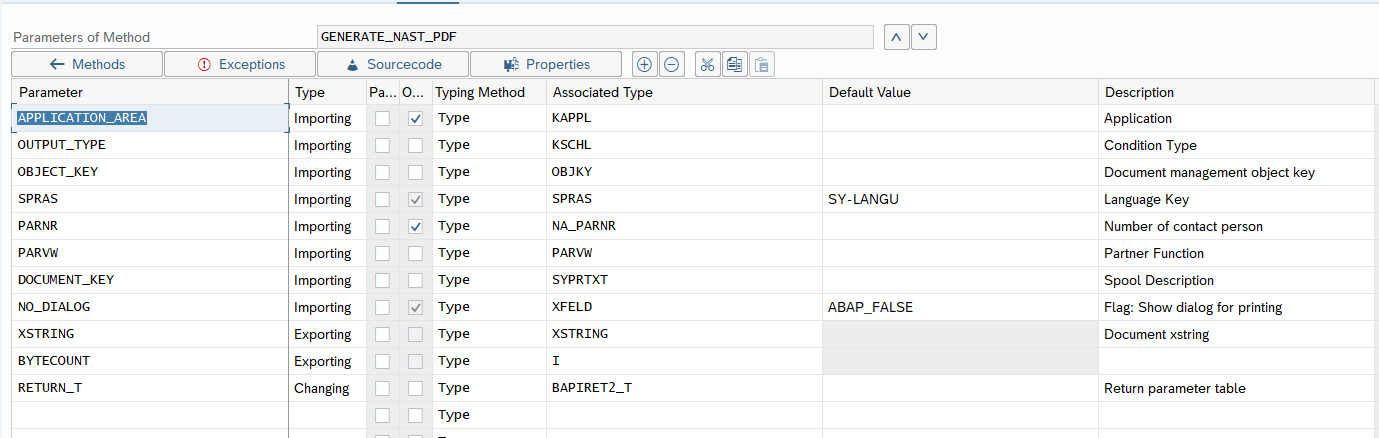 Parameters of Method GENERATE_NAST_PDF
Methods Exceptions Sourcecode Properties
Parameter Type Pa... O... Typing Method Associated Type Default Value Description
APPLICATION_AREA Importing Type KAPPL Application
OUTPUT_TYPE Importing Type KSCHL Condition Type
OBJECT_KEY Importing Type OBJKY Document management object key
SPRAS Importing Type SPRAS SY-LANGU Language Key
PARNR Importing Type NA_PARNR Number of contact person
PARVW Importing Type PARVW Partner Function
DOCUMENT_KEY Importing Type SYPRTXT Spool Description
NO_DIALOG Importing Type XFELD ABAP_FALSE Flag: Show dialog for printing
XSTRING Exporting Type XSTRING Document xstring
BYTECOUNT Exporting Type I
RETURN_T Changing Type BAPIRET2_T Return parameter table
Type